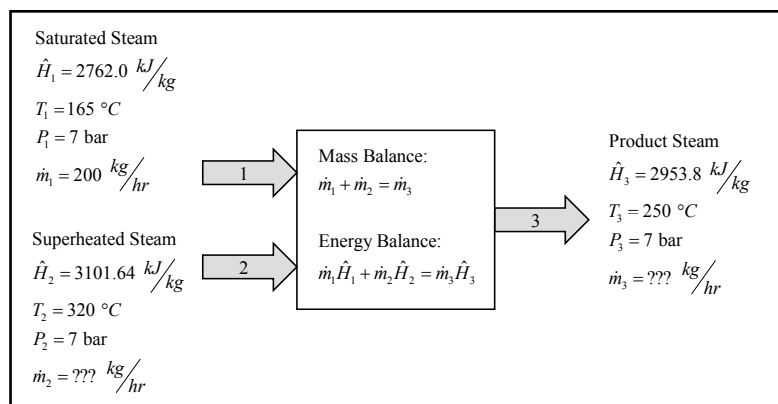 Saturated Steam
Ĥ₁ = 2762.0 kJ/kg
T₁ = 165 °C
P₁ = 7 bar
ṁ₁ = 200 kg/hr
1
Superheated Steam
Ĥ₂ = 3101.64 kJ/kg
T₂ = 320 °C
P₂ = 7 bar
ṁ₂ = ??? kg/hr
2
Mass Balance:
ṁ₁ + ṁ₂ = ṁ₃
Energy Balance:
ṁ₁Ĥ₁ + ṁ₂Ĥ₂ = ṁ₃Ĥ₃
3
Product Steam
Ĥ₃ = 2953.8 kJ/kg
T₃ = 250 °C
P₃ = 7 bar
ṁ₃ = ??? kg/hr